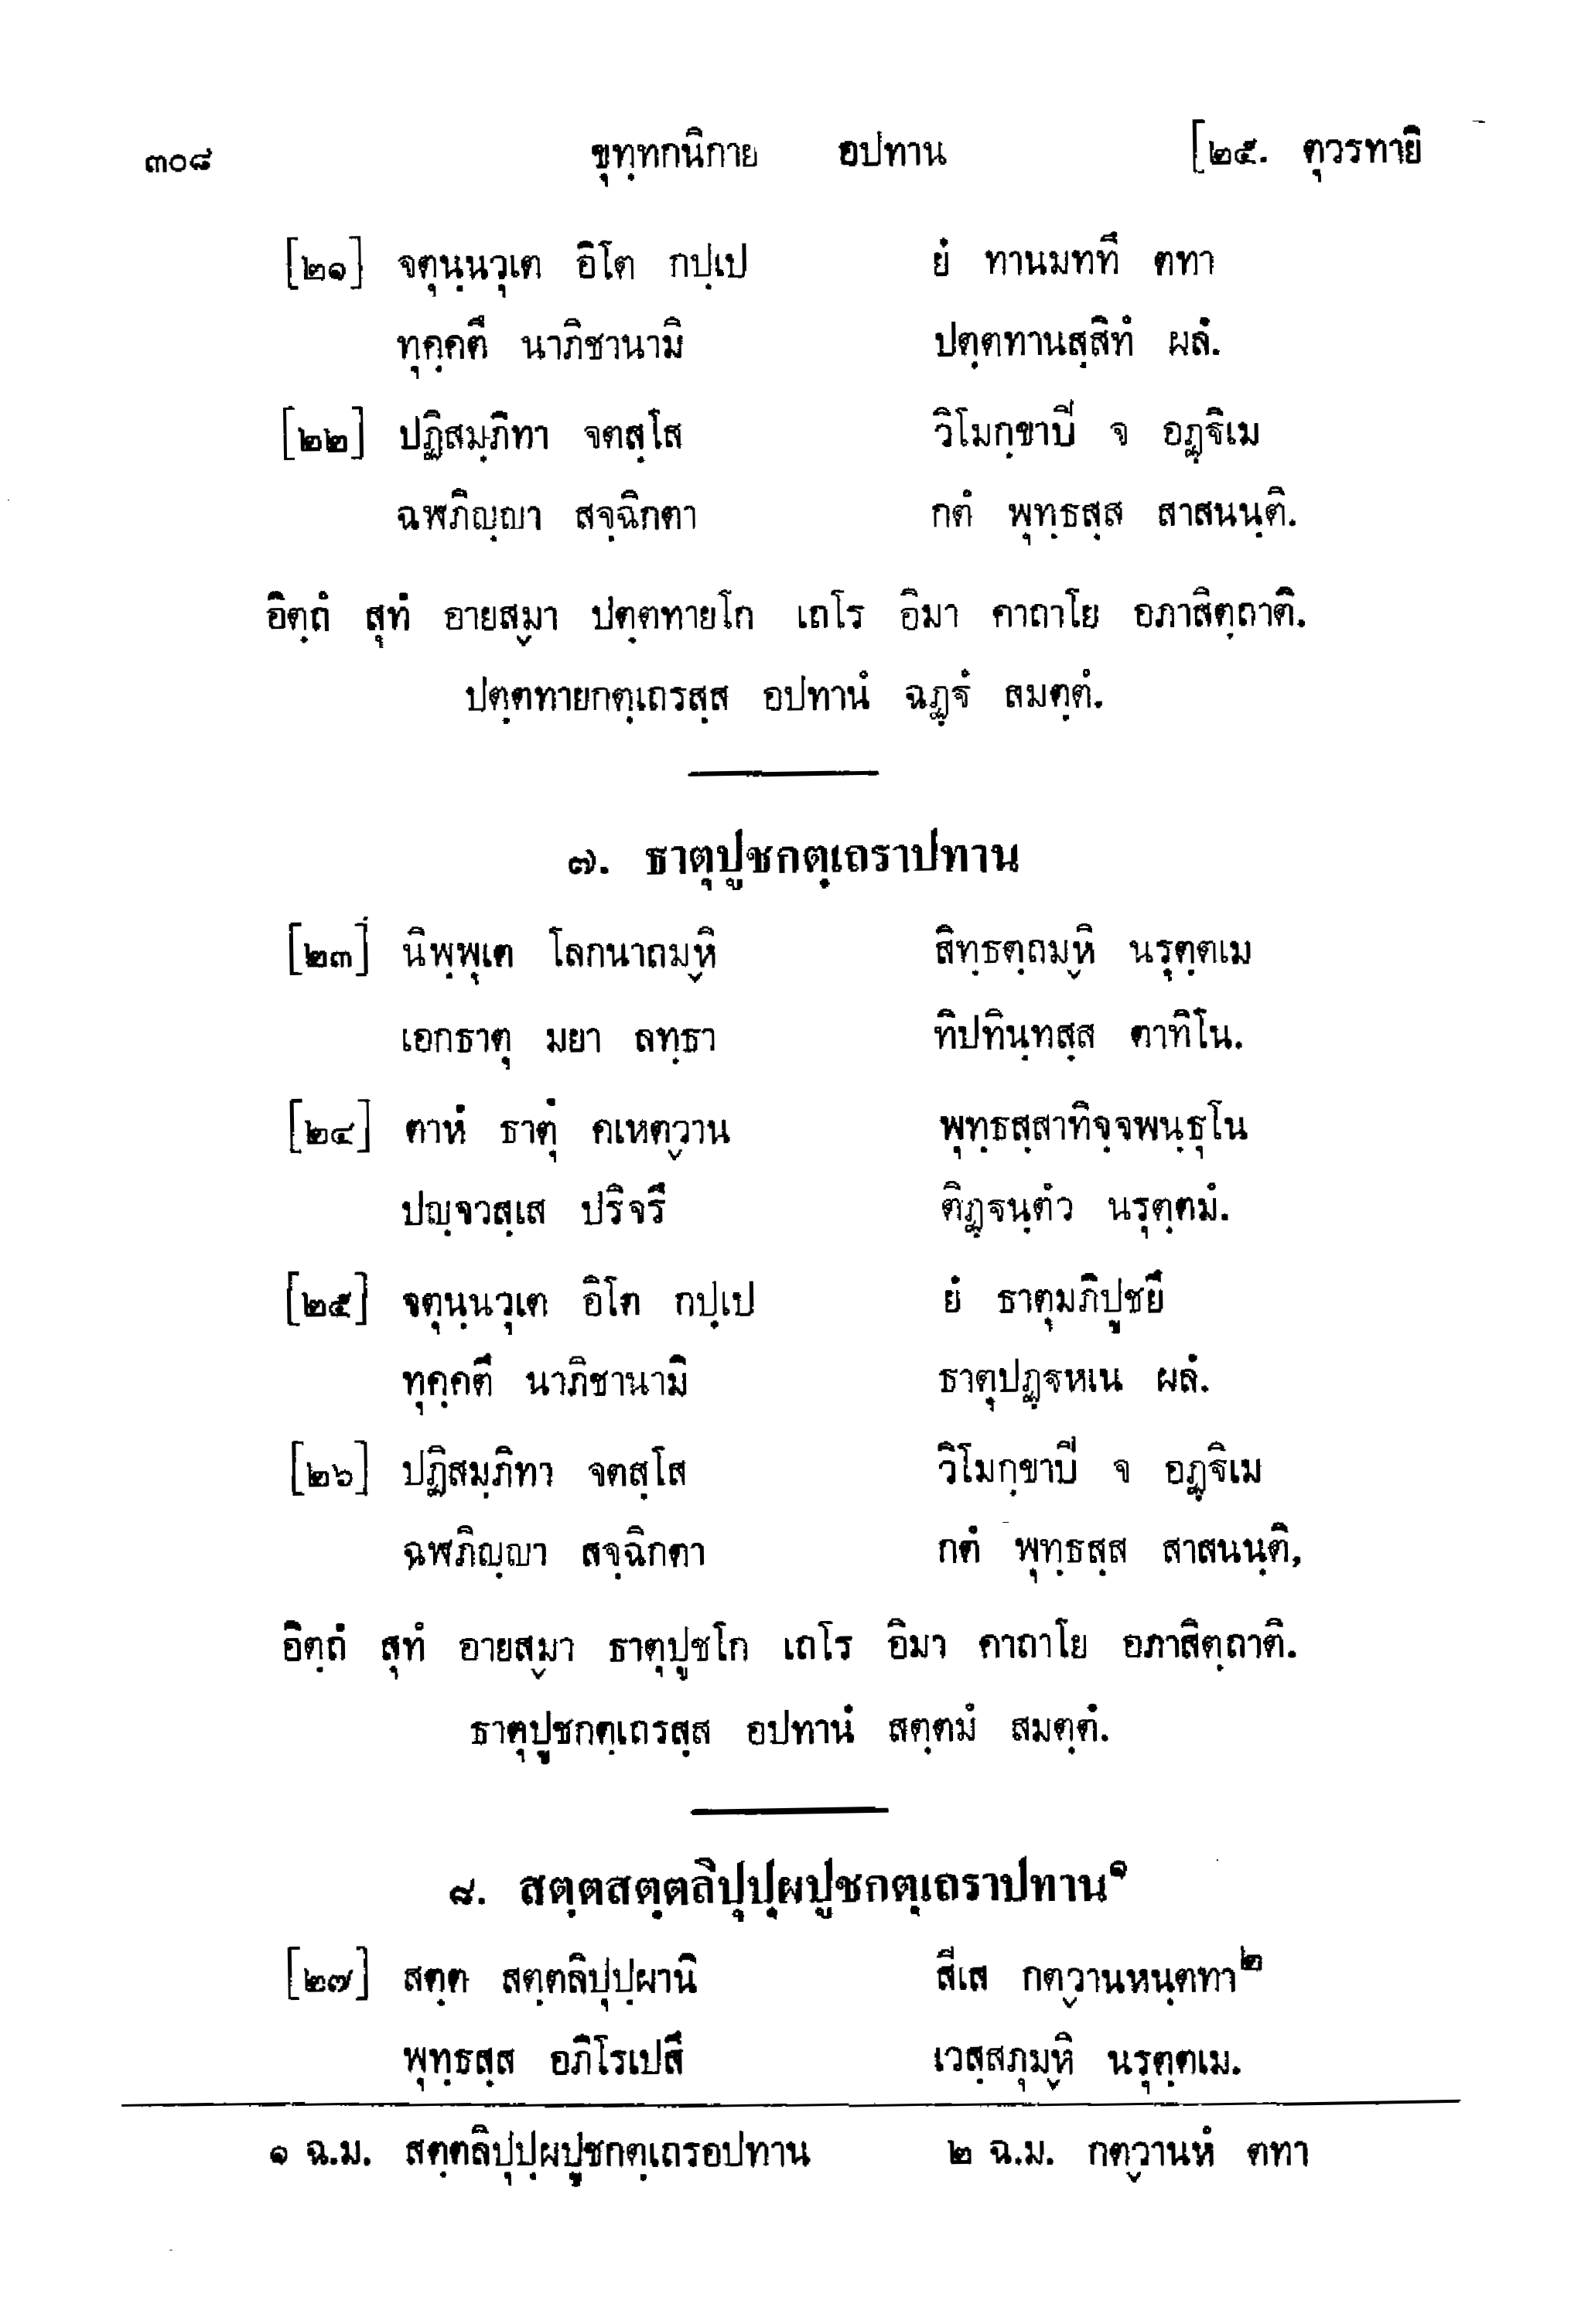 ๓๐๘ ขุทฺทกนิกาย อปทาน [๒๕. ตุวรทายิ
[๒๑] จตุนฺนวุเต อิโต กปฺเป ยํ ทานมททึ ตทา
ทุคฺคตึ นาภิชานามิ ปตฺตทานสฺสิทํ ผลํ.
[๒๒] ปฏิสมฺภิทา จตสฺโส วิโมกฺขาปิ จ อฏฺฐิเม
ฉฬภิญฺญา สจฺฉิกตา กตํ พุทฺธสฺส สาสนนฺติ.
อิตฺถํ สุทํ อายสฺมา ปตฺตทายโก เถโร อิมา คาถาโย อภาสิตฺถาติ.
ปตฺตทายกตฺเถรสฺส อปทานํ ฉฏฺฐํ สมตฺตํ.
๗. ธาตุปูชกตฺเถราปทาน
[๒๓] นิพฺพุเต โลกนาถมฺหิ สิทฺธตฺถมฺหิ นรุตฺตเม
เอกธาตุ มยา ลทฺธา ทิปทินฺทสฺส ตาทิโน.
[๒๔] ตาหํ ธาตุํ คเหตฺวาน พุทฺธสฺสาทิจฺจพนฺธุโน
ปญฺจวสฺเส ปริจรึ ติฏฺฐนฺตํว นรุตฺตมํ.
[๒๕] จตุนฺนวุเต อิโต กปฺเป ยํ ธาตุมภิปูชยึ
ทุคฺคตึ นาภิชานามิ ธาตุปฏฺฐหเน ผลํ.
[๒๖] ปฏิสมฺภิทา จตสฺโส วิโมกฺขาปิ จ อฏฺฐิเม
ฉฬภิญฺญา สจฺฉิกตา กตํ พุทฺธสฺส สาสนนฺติ,
อิตฺถํ สุทํ อายสฺมา ธาตุปูชโก เถโร อิมา คาถาโย อภาสิตฺถาติ.
ธาตุปูชกตฺเถรสฺส อปทานํ สตฺตมํ สมตฺตํ.
๘. สตฺตสตฺตลิปุปฺผปูชกตฺเถราปทาน๑
[๒๗] สตฺต สตฺตลิปุปฺผานิ สีเส กตฺวานหนฺตทา๒
พุทฺธสฺส อภิโรเปสึ เวสฺสภุมฺหิ นรุตฺตเม.
๑ ฉ.ม. สตฺตลิปุปฺผปูชกตฺเถรอปทาน ๒ ฉ.ม. กตฺวานหํ ตทา